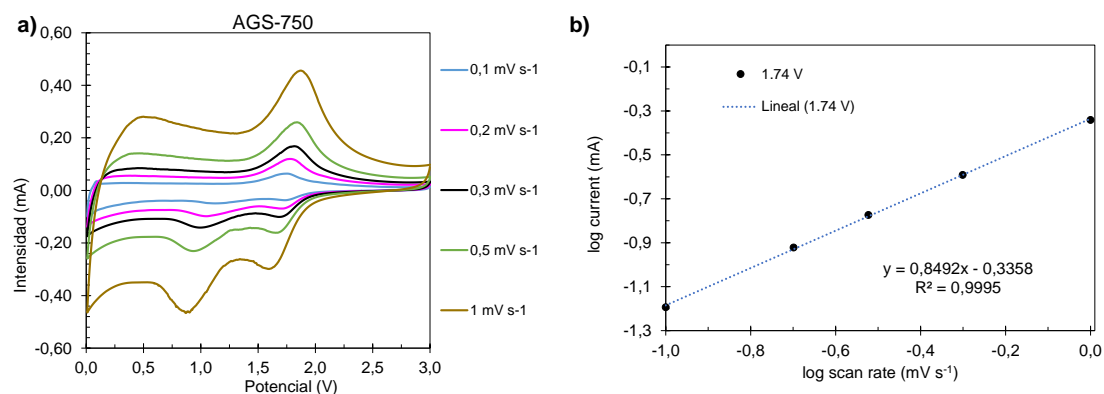 a)
AGS-750
Intensidad (mA)
0,60
0,40
0,20
0,00
-0,20
-0,40
-0,60
0,0 0,5 1,0 1,5 2,0 2,5 3,0
Potencial (V)
0,1 mV s-1
0,2 mV s-1
0,3 mV s-1
0,5 mV s-1
1 mV s-1
b)
log current (mA)
-0,1
-0,3
-0,5
-0,7
-0,9
-1,1
-1,3
1.74 V
Lineal (1.74 V)
y = 0,8492x - 0,3358
R² = 0,9995
-1,0 -0,8 -0,6 -0,4 -0,2 0,0
log scan rate (mV s⁻¹)